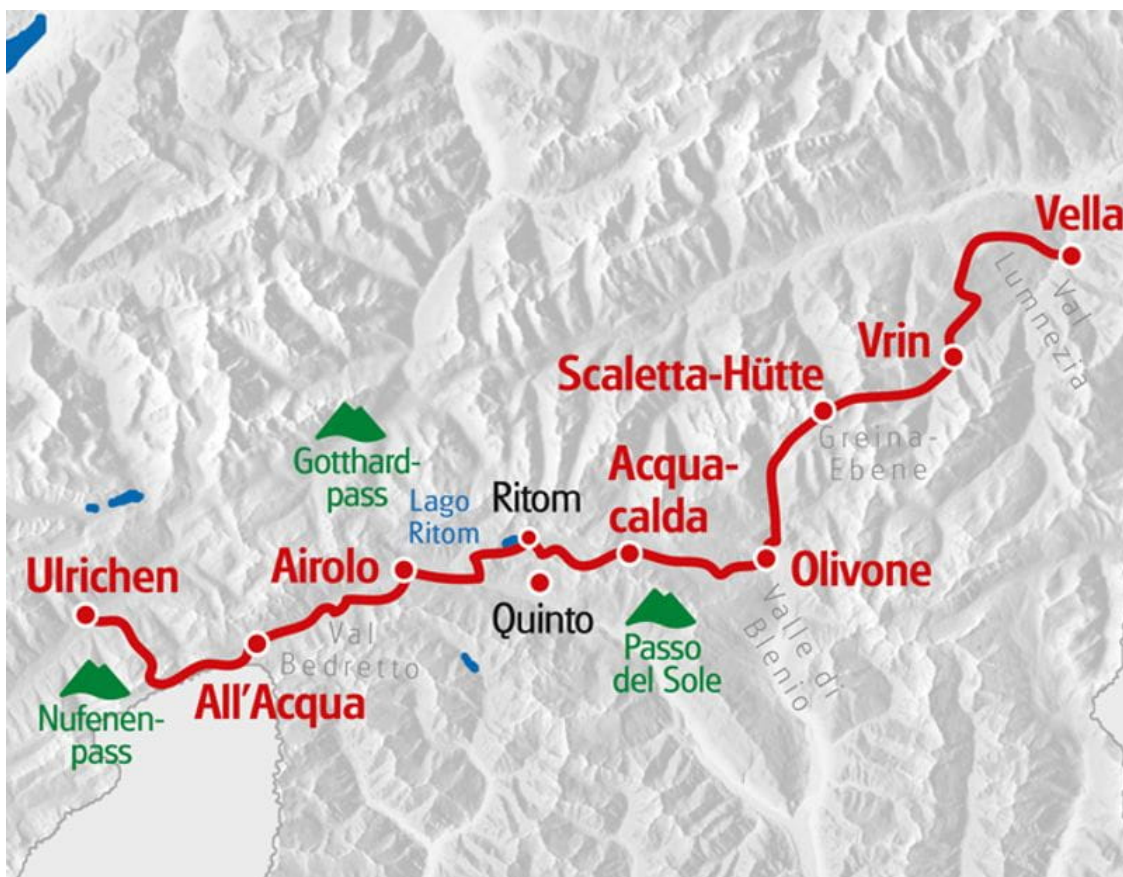 Vella
Val
Lumnezia
Vrin
Scaletta-Hütte
Greina-
Ebene
Gotthard-
pass
Lago
Ritom
Ritom
Acqua-
calda
Ulrichen
Airolo
Olivone
Quinto
Val
Bedretto
Passo
del Sole
Valle di
Blenio
All'Acqua
Nufenen-
pass